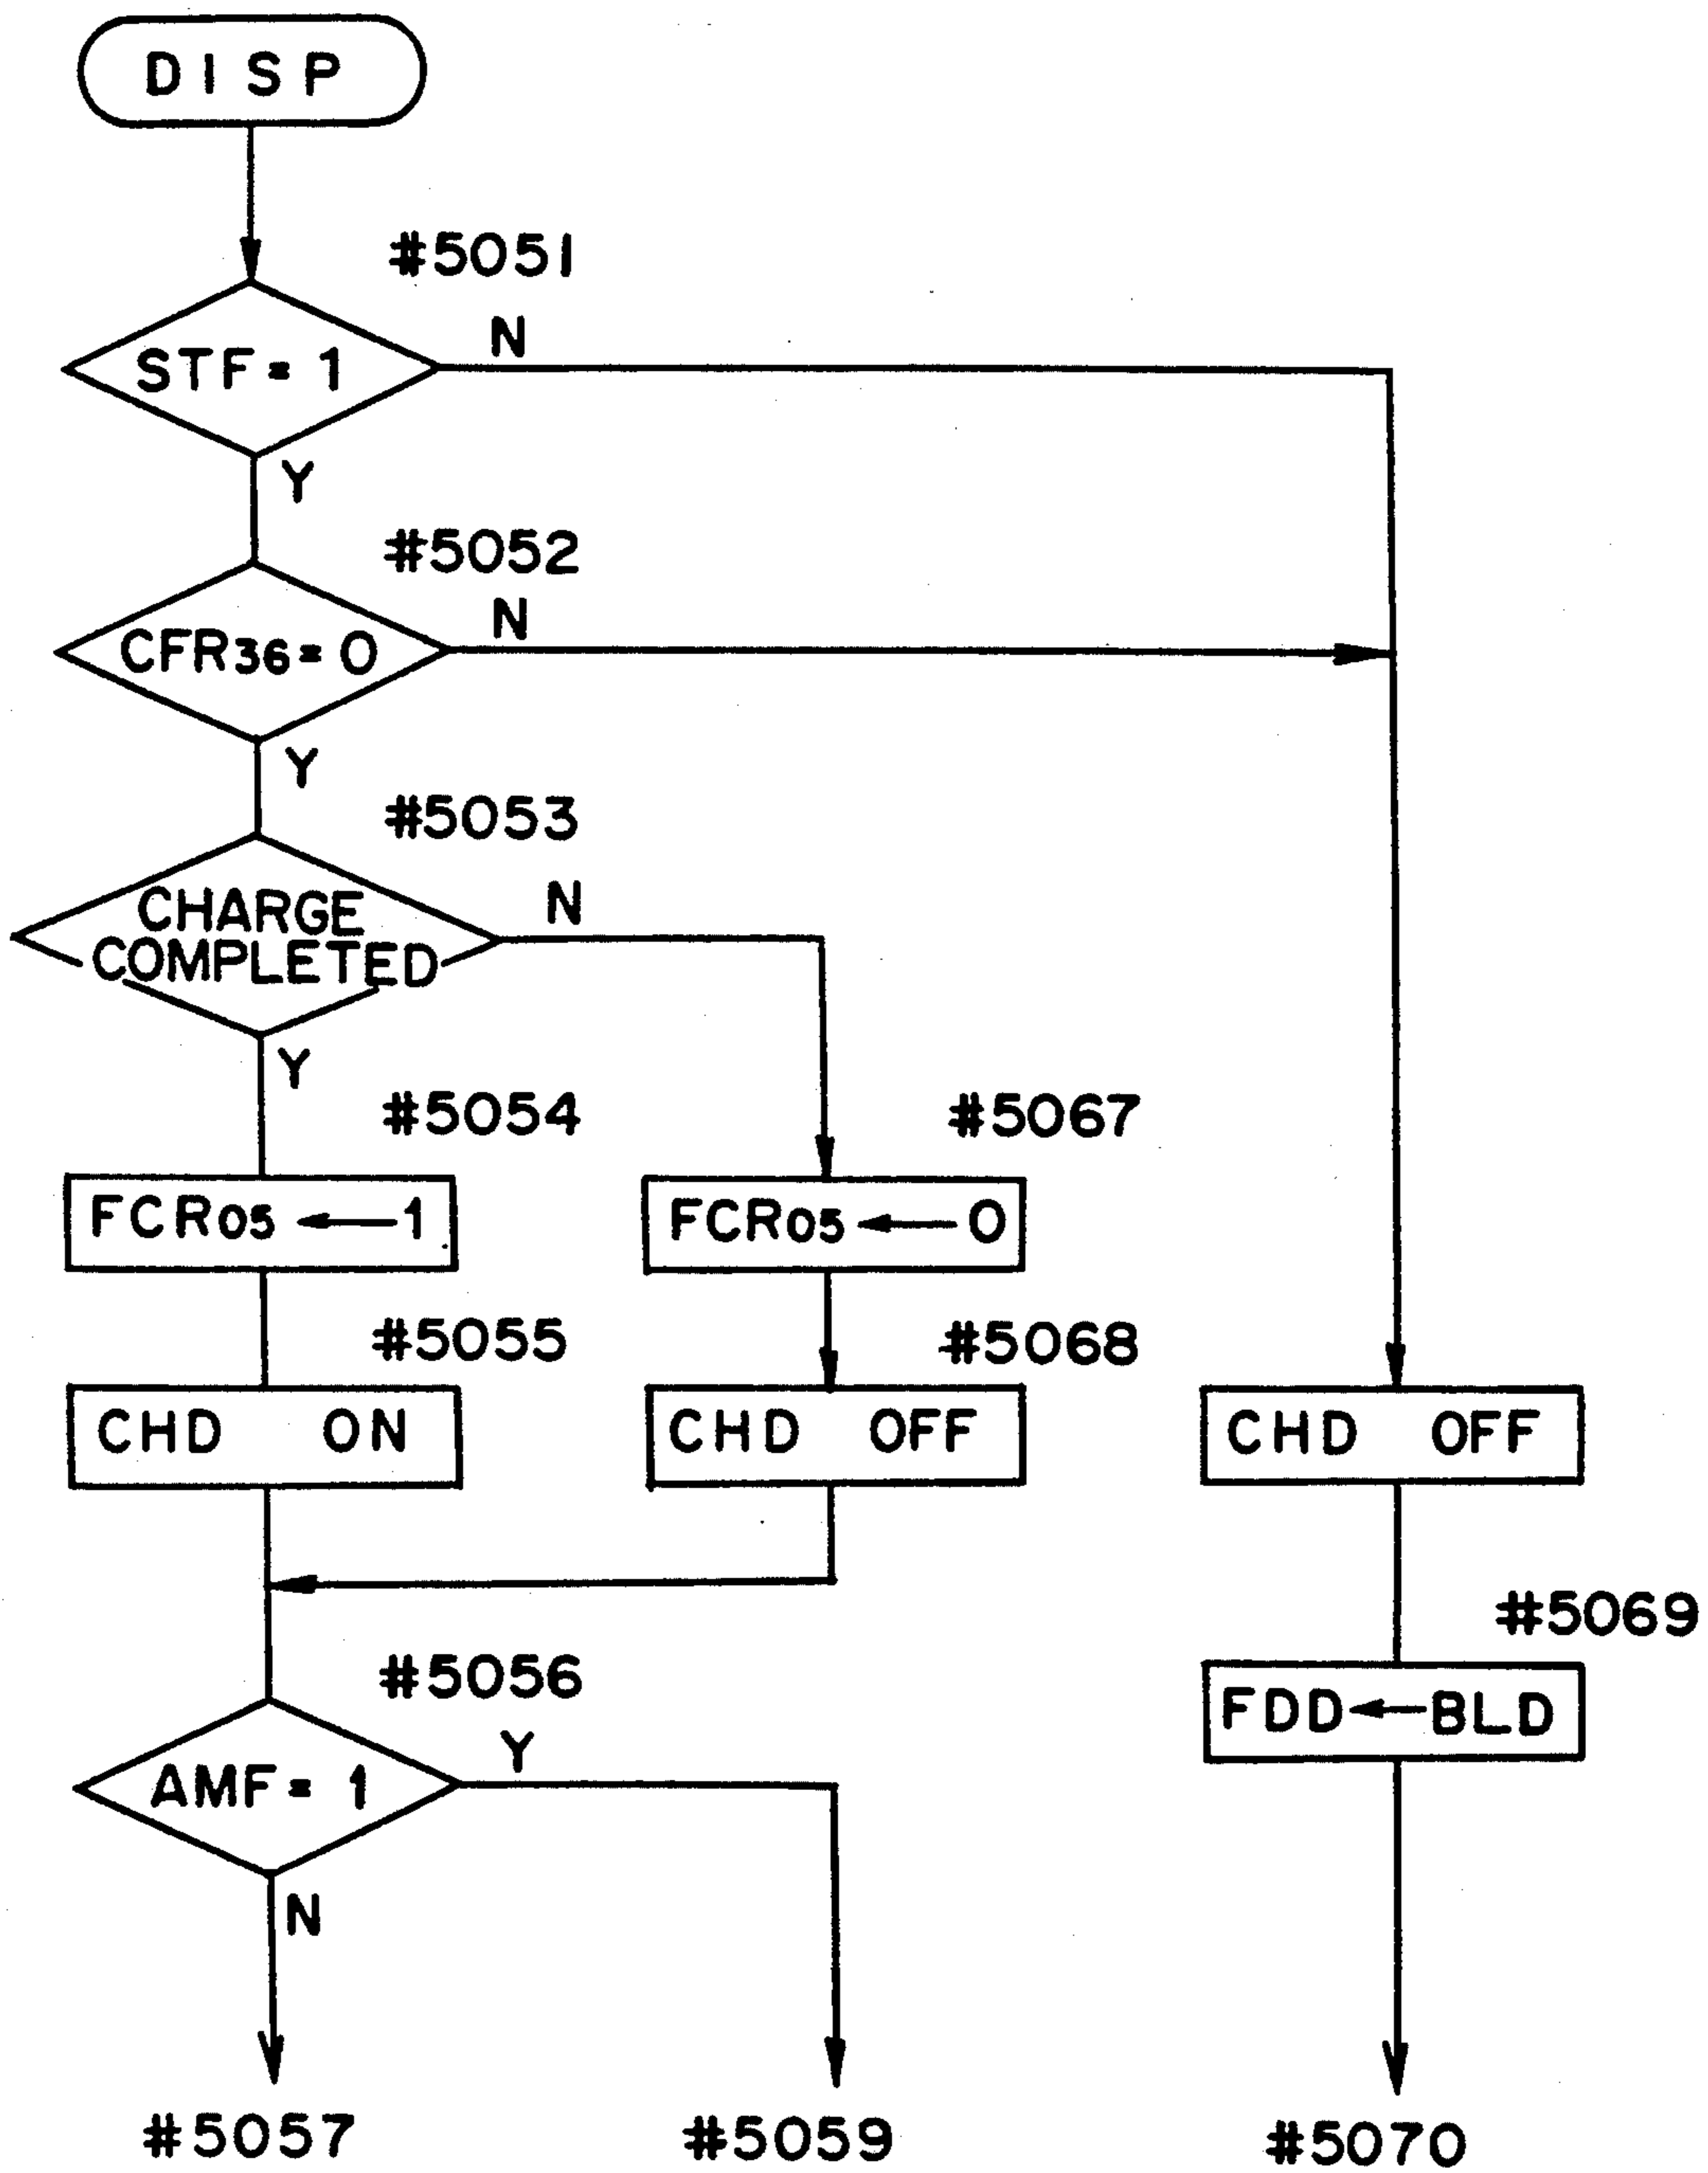 DISP
#5051
STF = 1
N
Y
#5052
CFR36 = 0
N
Y
#5053
CHARGE
COMPLETED
N
Y
#5054
#5067
FCR05 ← 1
FCR05 ← 0
#5055
#5068
CHD ON
CHD OFF
CHD OFF
#5069
FDD ← BLD
#5056
AMF = 1
Y
N
#5057
#5059
#5070